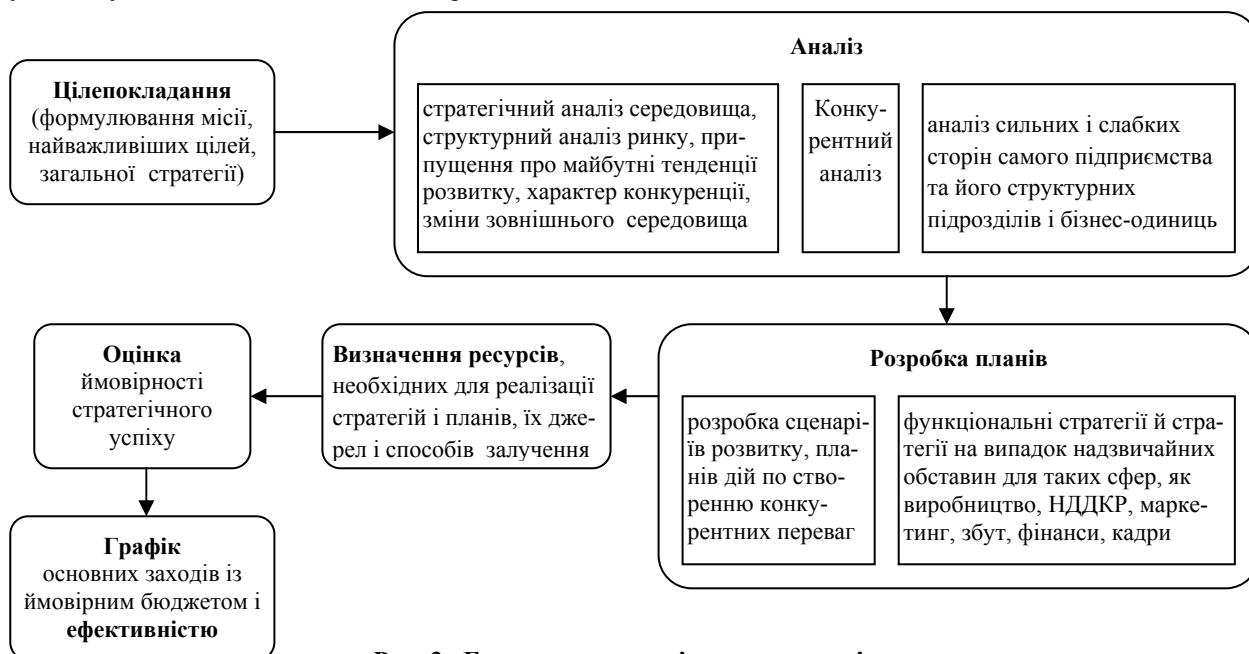 Аналіз
Цілепокладання
(формулювання місії,
найважливіших цілей,
загальної стратегії)
стратегічний аналіз середовища,
структурний аналіз ринку, при-
пущення про майбутні тенденції
розвитку, характер конкуренції,
зміни зовнішнього середовища
Конку-
рентний
аналіз
аналіз сильних і слабких
сторін самого підприємства
та його структурних
підрозділів і бізнес-одиниць
Розробка планів
розробка сценарі-
їв розвитку, пла-
нів дій по ство-
ренню конку-
рентних переваг
функціональні стратегії й стра-
тегії на випадок надзвичайних
обставин для таких сфер, як
виробництво, НДДКР, марке-
тинг, збут, фінанси, кадри
Визначення ресурсів,
необхідних для реалізації
стратегій і планів, їх дже-
рел і способів залучення
Оцінка
ймовірності
стратегічного
успіху
Графік
основних заходів із
ймовірним бюджетом і
ефективністю